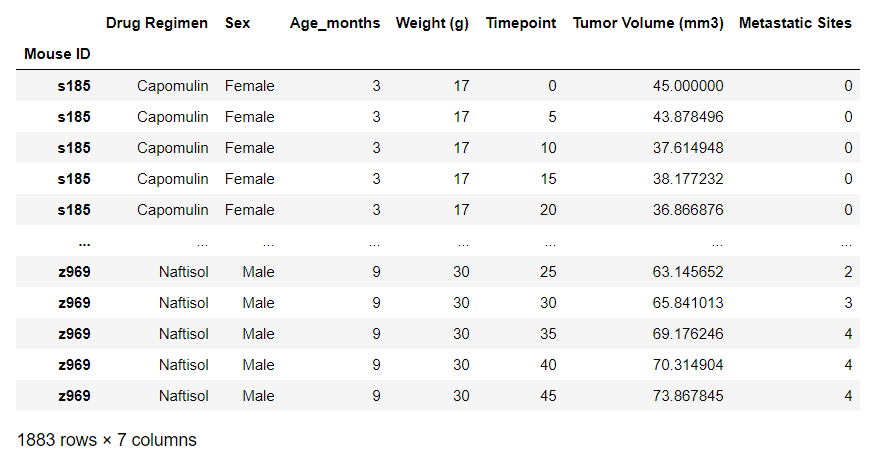 Drug Regimen Sex Age_months Weight (g) Timepoint Tumor Volume (mm3) Metastatic Sites
Mouse ID
s185 Capomulin Female 3 17 0 45.000000 0
s185 Capomulin Female 3 17 5 43.878496 0
s185 Capomulin Female 3 17 10 37.614948 0
s185 Capomulin Female 3 17 15 38.177232 0
s185 Capomulin Female 3 17 20 36.866876 0
... ... ... ... ... ... ... ...
z969 Naftisol Male 9 30 25 63.145652 2
z969 Naftisol Male 9 30 30 65.841013 3
z969 Naftisol Male 9 30 35 69.176246 4
z969 Naftisol Male 9 30 40 70.314904 4
z969 Naftisol Male 9 30 45 73.867845 4
1883 rows × 7 columns